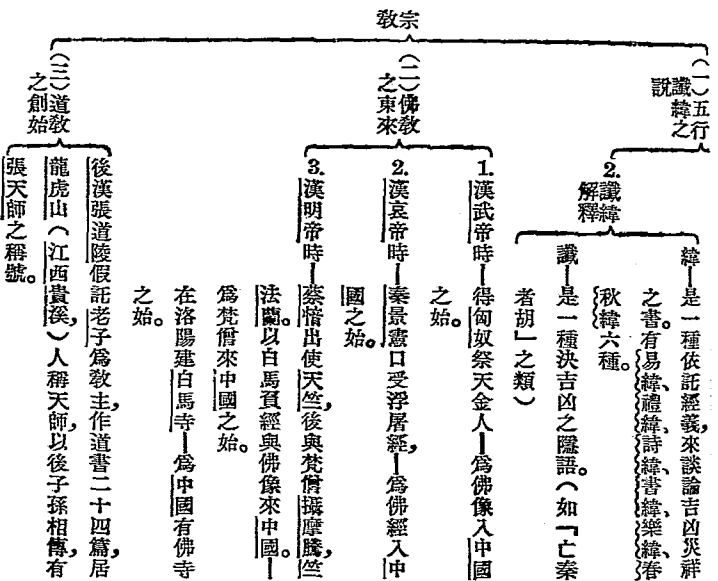 宗敎
(一)五行
讖緯之
說
2.讖緯
解釋
緯—是一種依託經義,來談論吉凶災祥
之書。有易緯、禮緯、詩緯、書緯、樂緯、春
秋緯六種。
讖—是一種決吉凶之隱語。(如「亡秦
者胡」之類)
(二)佛敎
之東來
1.漢武帝時—得匈奴祭天金人—爲佛像入中國
之始。
2.漢哀帝時—秦景憲口受浮屠經,—爲佛經入中
國之始。
3.漢明帝時—蔡愔出使天竺,後與梵僧攝摩騰,竺
法蘭。以白馬負經與佛像來中國。—
爲梵僧來中國之始。
在洛陽建白馬寺—爲中國有佛寺
之始。
(三)道敎
之創始
後漢張道陵假託老子爲敎主,作道書二十四篇,居
龍虎山(江西貴溪,)人稱天師,以後子孫相傳,有
張天師之稱號。